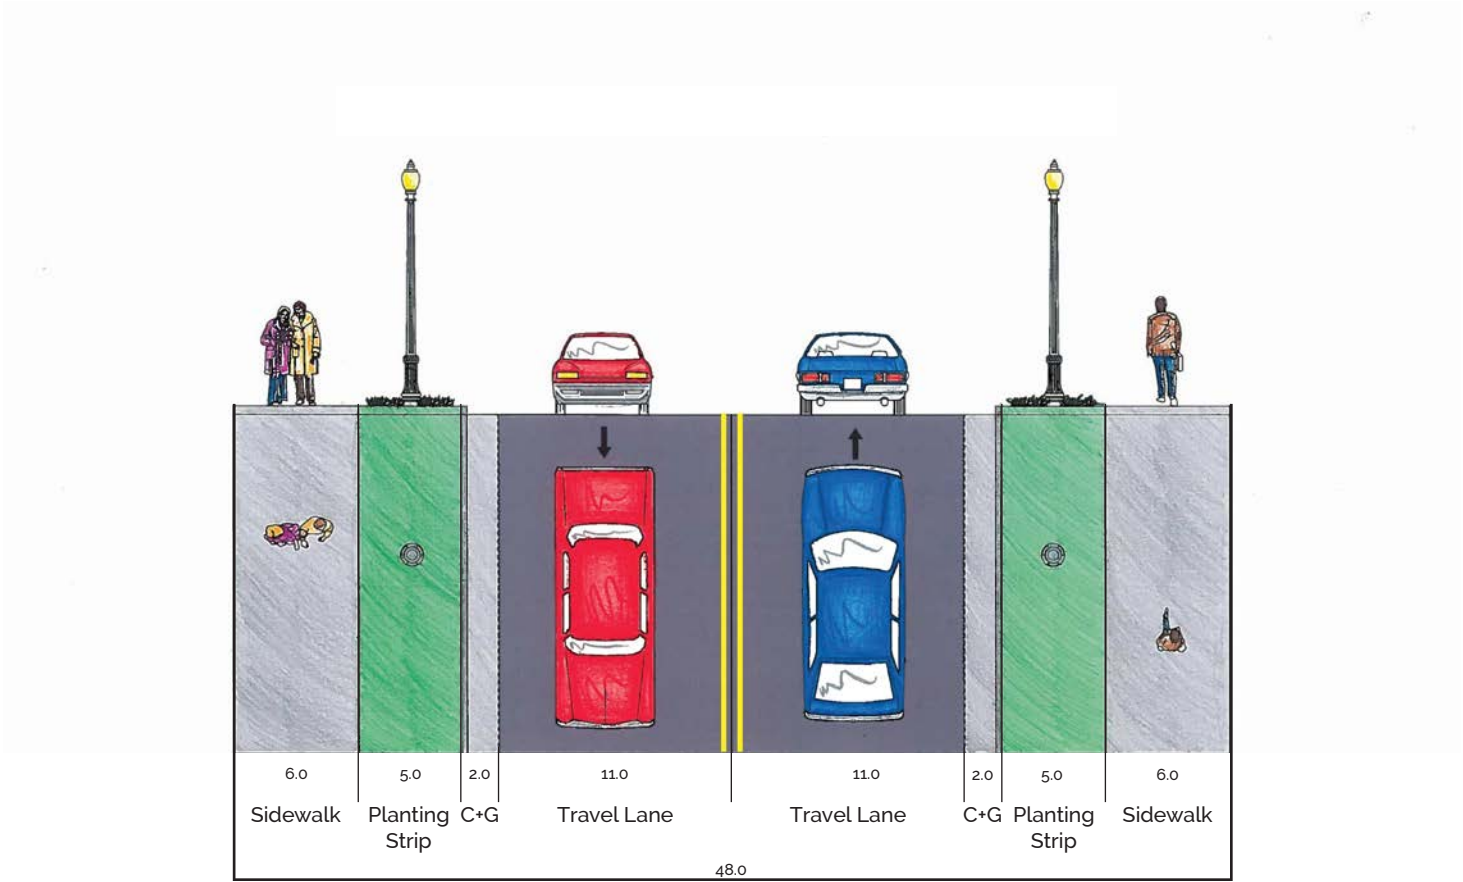 6.0 5.0 2.0 11.0 11.0 2.0 5.0 6.0
Sidewalk Planting C+G Travel Lane Travel Lane C+G Planting Sidewalk
Strip Strip
48.0